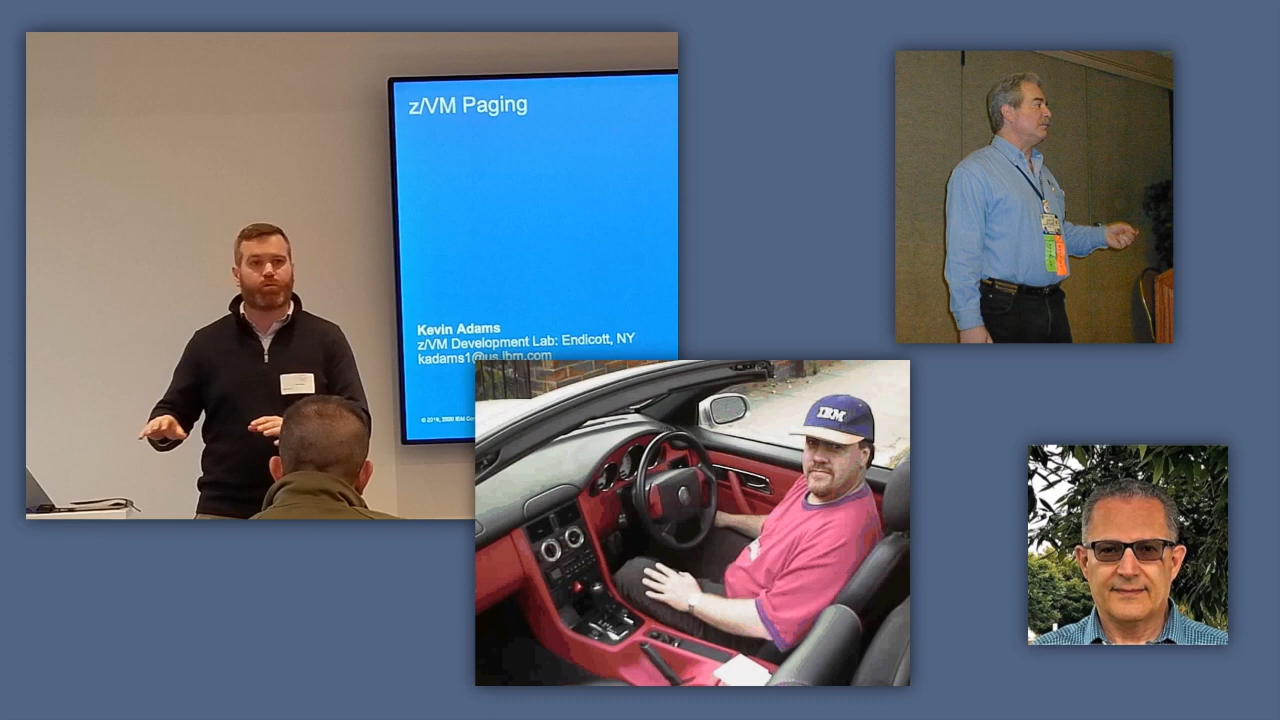 z/VM Paging
Kevin Adams
z/VM Development Lab: Endicott, NY
kadams1@us.ibm.com
IBM